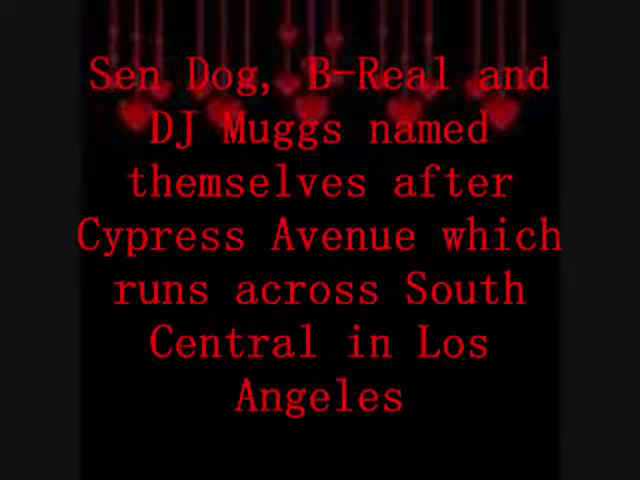 Sen Dog, B-Real and
DJ Muggs named
themselves after
Cypress Avenue which
runs across South
Central in Los
Angeles